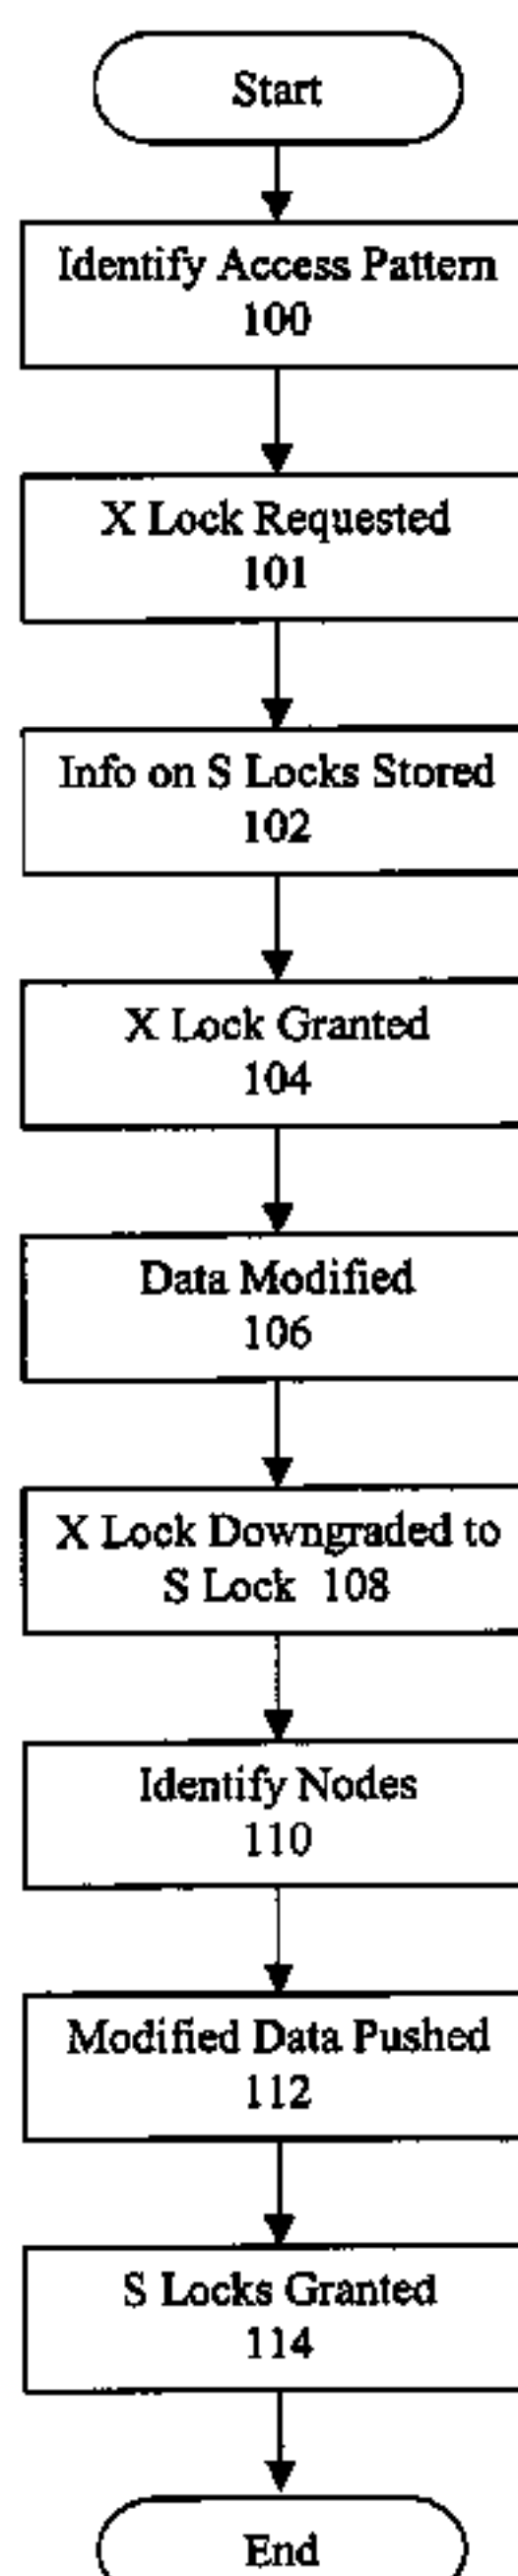 Start
Identify Access Pattern
100
X Lock Requested
101
Info on S Locks Stored
102
X Lock Granted
104
Data Modified
106
X Lock Downgraded to
S Lock 108
Identify Nodes
110
Modified Data Pushed
112
S Locks Granted
114
End